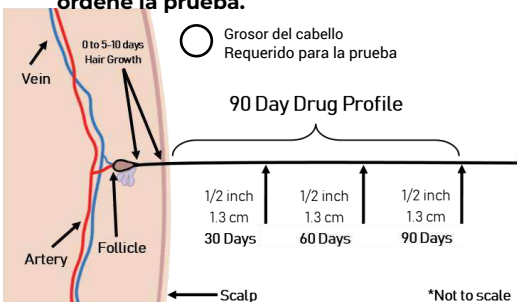 ordene la prueba.
Grosor del cabello
Requerido para la prueba
0 to 5-10 days
Hair Growth
Vein
90 Day Drug Profile
1/2 inch
1.3 cm
30 Days
1/2 inch
1.3 cm
60 Days
1/2 inch
1.3 cm
90 Days
Follicle
Artery
Scalp
*Not to scale